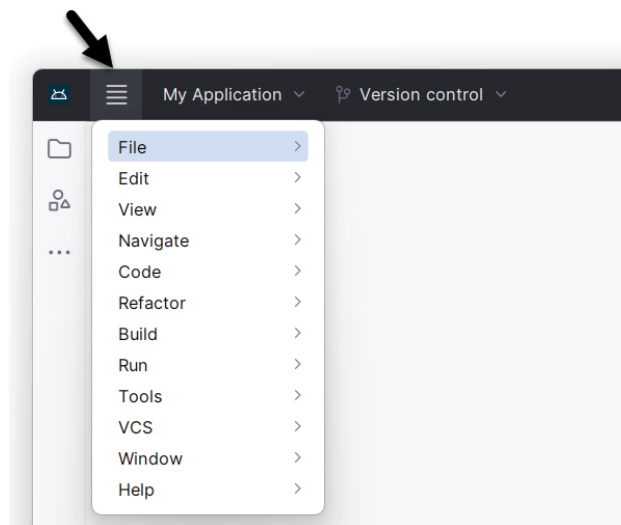 My Application Version control
File
Edit
View
Navigate
Code
Refactor
Build
Run
Tools
VCS
Window
Help